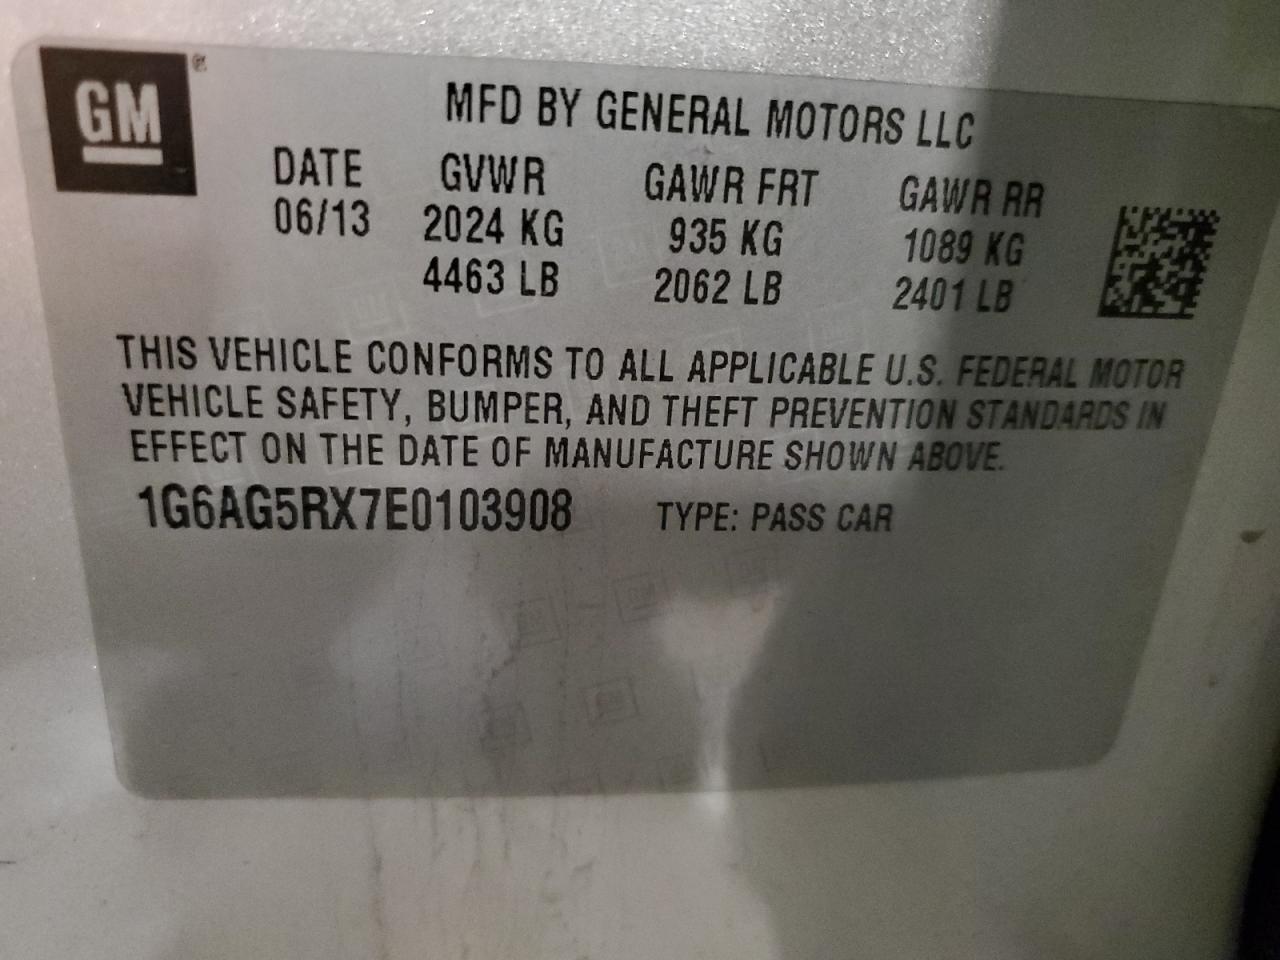 GM
MFD BY GENERAL MOTORS LLC
DATE GVWR GAWR FRT GAWR RR
06/13 2024 KG 935 KG 1089 KG
4463 LB 2062 LB 2401 LB
THIS VEHICLE CONFORMS TO ALL APPLICABLE U.S. FEDERAL MOTOR
VEHICLE SAFETY, BUMPER, AND THEFT PREVENTION STANDARDS IN
EFFECT ON THE DATE OF MANUFACTURE SHOWN ABOVE.
1G6AG5RX7E0103908 TYPE: PASS CAR